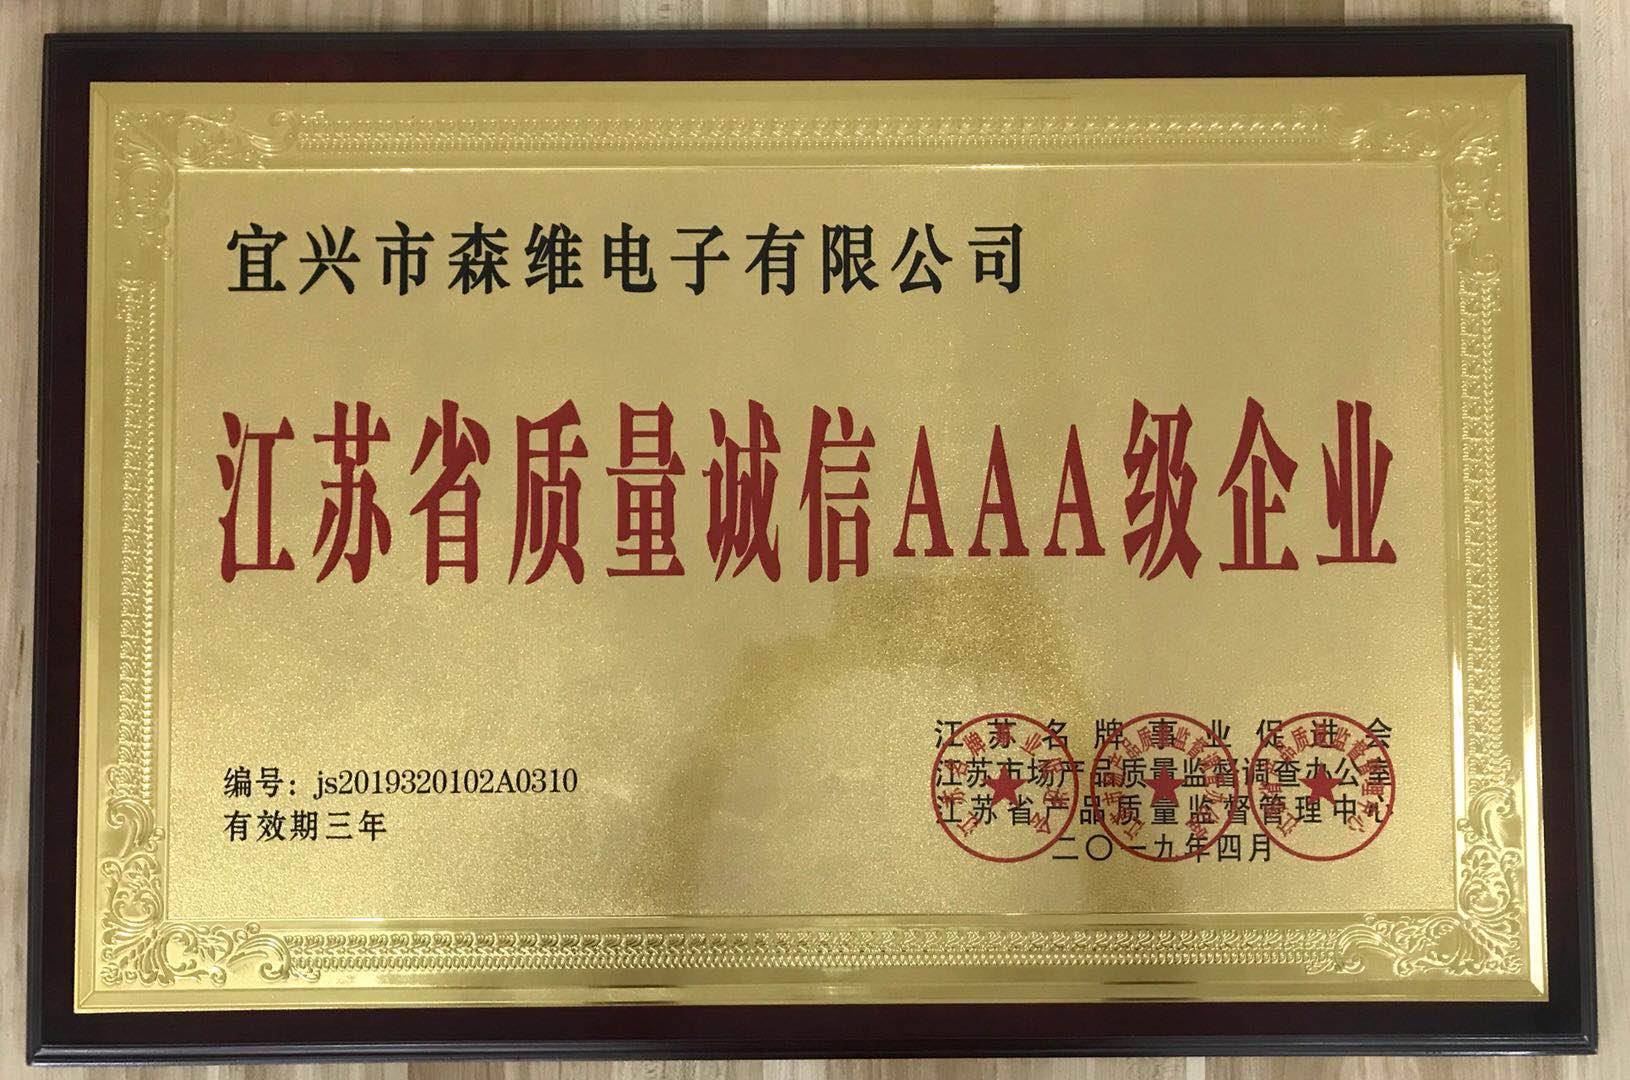 宜兴市森维电子有限公司
江苏省质量诚信AAA级企业
编号：js2019320102A0310
有效期三年
江苏名牌事业促进会
江苏市场产品质量监督调查办公室
江苏省产品质量监督管理中心
二〇一九年四月